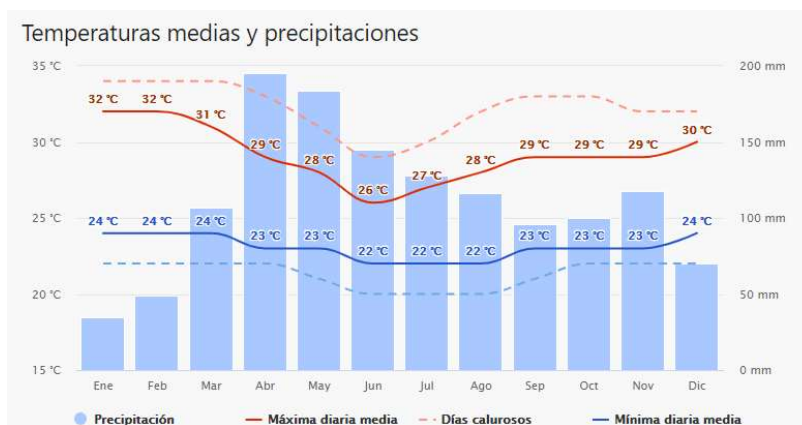 Temperaturas medias y precipitaciones
35 °C 200 mm
32 °C 32 °C 31 °C 29 °C 28 °C 26 °C 27 °C 28 °C 29 °C 29 °C 29 °C 30 °C
30 °C 150 mm
25 °C 100 mm
24 °C 24 °C 24 °C 23 °C 23 °C 22 °C 22 °C 22 °C 23 °C 23 °C 23 °C 24 °C
20 °C 50 mm
15 °C 0 mm
Ene Feb Mar Abr May Jun Jul Ago Sep Oct Nov Dic
Precipitación Máxima diaria media Días calurosos Mínima diaria media